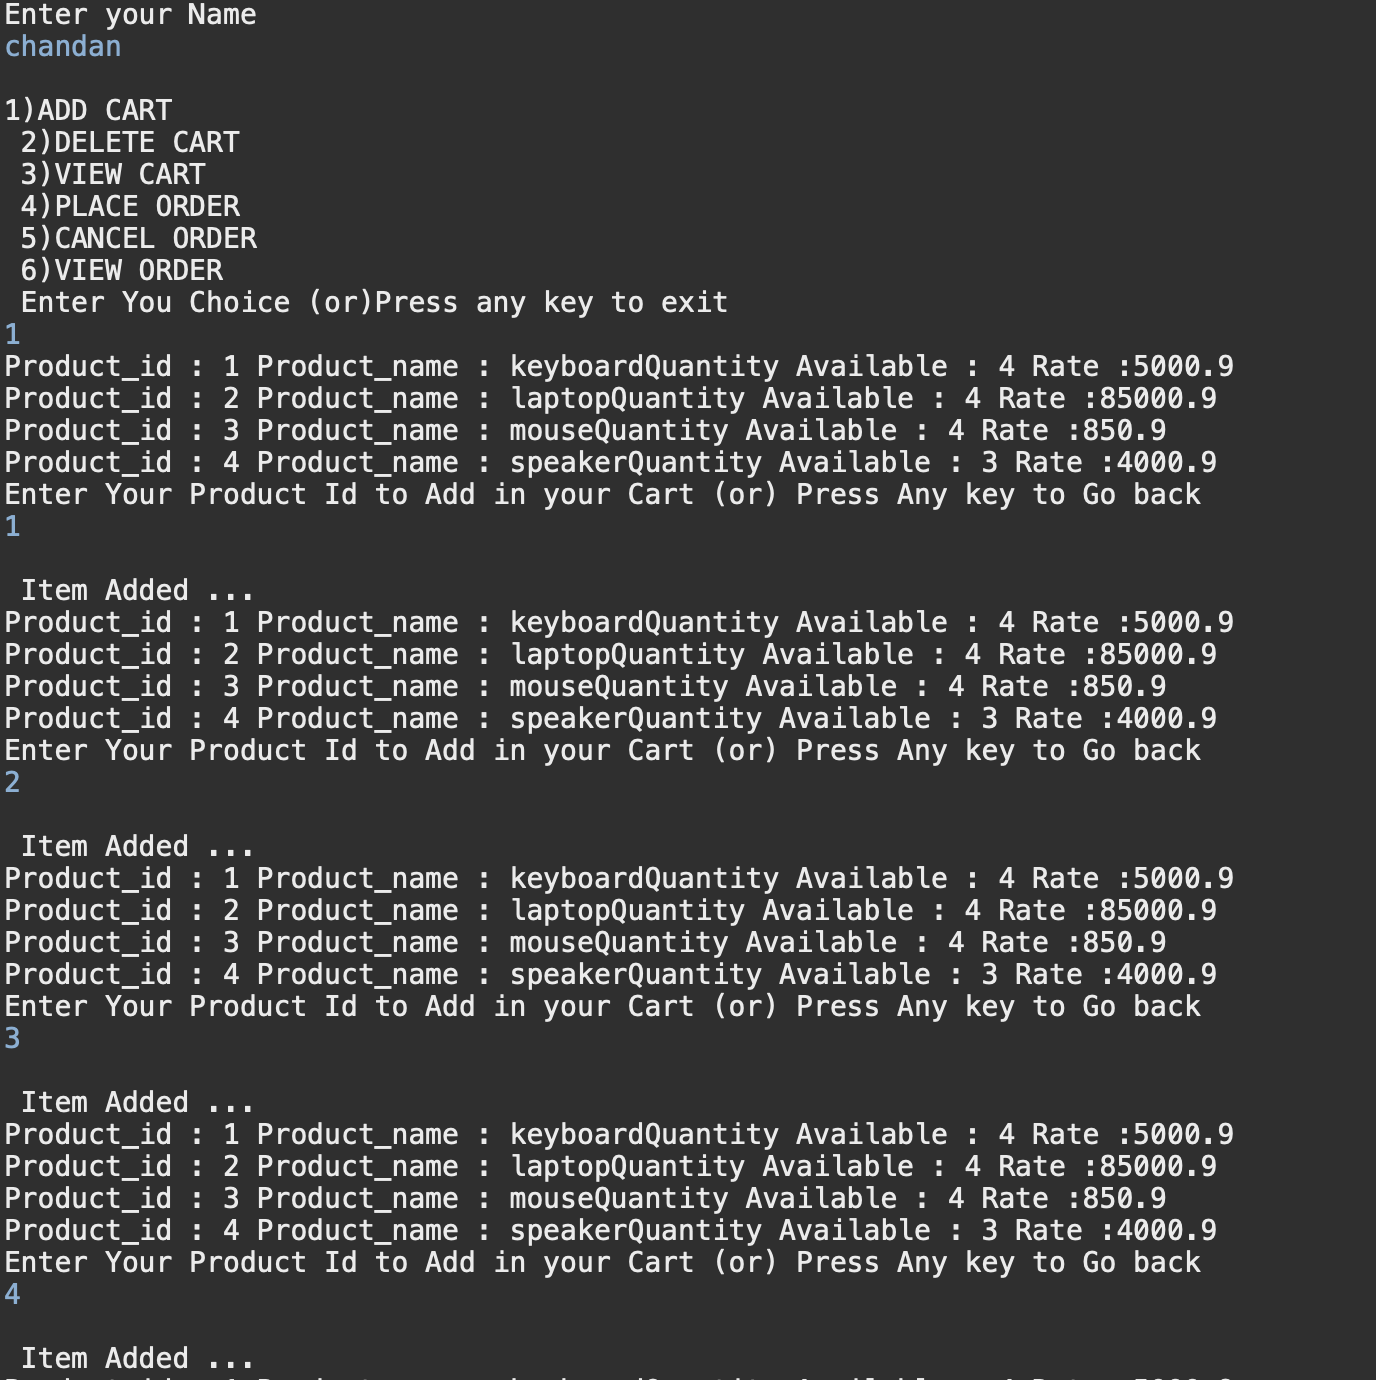 Enter your Name
chandan
1)ADD CART
2)DELETE CART
3)VIEW CART
4)PLACE ORDER
5)CANCEL ORDER
6)VIEW ORDER
Enter You Choice (or)Press any key to exit
1
Product_id : 1 Product_name : keyboardQuantity Available : 4 Rate :5000.9
Product_id : 2 Product_name : laptopQuantity Available : 4 Rate :85000.9
Product_id : 3 Product_name : mouseQuantity Available : 4 Rate :850.9
Product_id : 4 Product_name : speakerQuantity Available : 3 Rate :4000.9
Enter Your Product Id to Add in your Cart (or) Press Any key to Go back
1
Item Added ...
Product_id : 1 Product_name : keyboardQuantity Available : 4 Rate :5000.9
Product_id : 2 Product_name : laptopQuantity Available : 4 Rate :85000.9
Product_id : 3 Product_name : mouseQuantity Available : 4 Rate :850.9
Product_id : 4 Product_name : speakerQuantity Available : 3 Rate :4000.9
Enter Your Product Id to Add in your Cart (or) Press Any key to Go back
2
Item Added ...
Product_id : 1 Product_name : keyboardQuantity Available : 4 Rate :5000.9
Product_id : 2 Product_name : laptopQuantity Available : 4 Rate :85000.9
Product_id : 3 Product_name : mouseQuantity Available : 4 Rate :850.9
Product_id : 4 Product_name : speakerQuantity Available : 3 Rate :4000.9
Enter Your Product Id to Add in your Cart (or) Press Any key to Go back
3
Item Added ...
Product_id : 1 Product_name : keyboardQuantity Available : 4 Rate :5000.9
Product_id : 2 Product_name : laptopQuantity Available : 4 Rate :85000.9
Product_id : 3 Product_name : mouseQuantity Available : 4 Rate :850.9
Product_id : 4 Product_name : speakerQuantity Available : 3 Rate :4000.9
Enter Your Product Id to Add in your Cart (or) Press Any key to Go back
4
Item Added ...